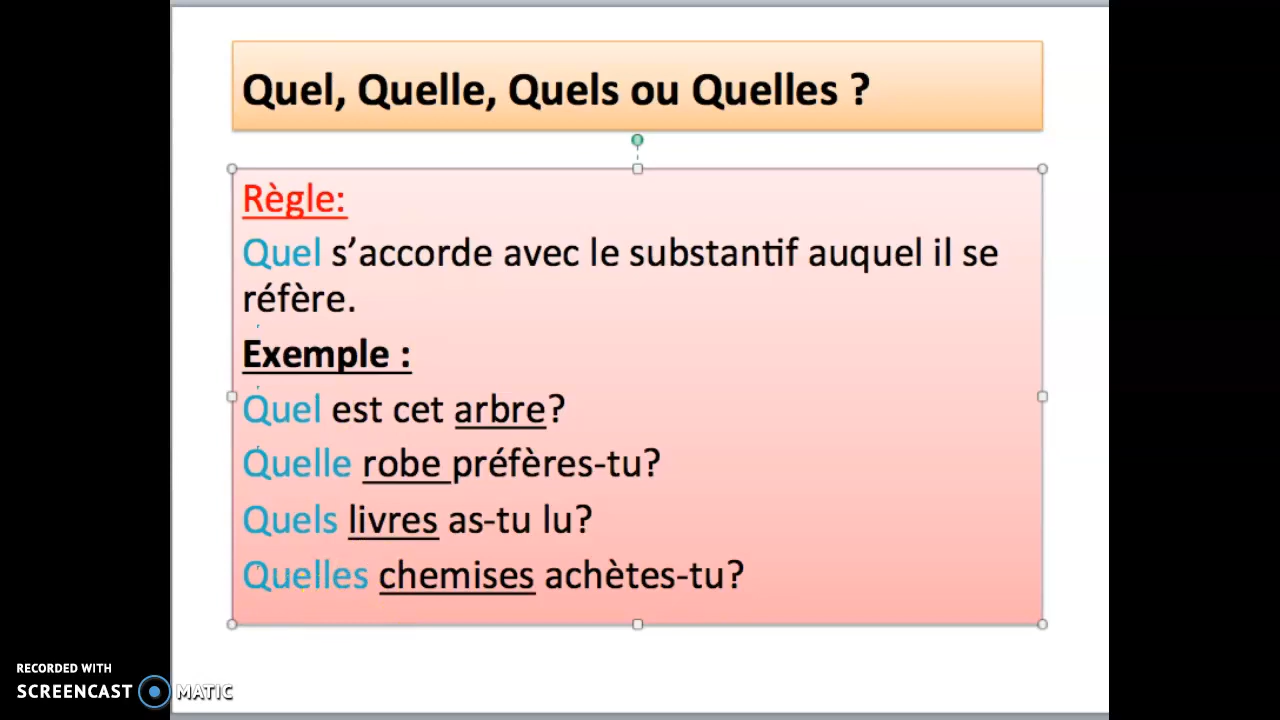 Quel, Quelle, Quels ou Quelles ?
Règle:
Quel s’accorde avec le substantif auquel il se
réfère.
Exemple :
Quel est cet arbre?
Quelle robe préfères-tu?
Quels livres as-tu lu?
Quelles chemises achètes-tu?
RECORDED WITH
SCREENCAST MATIC